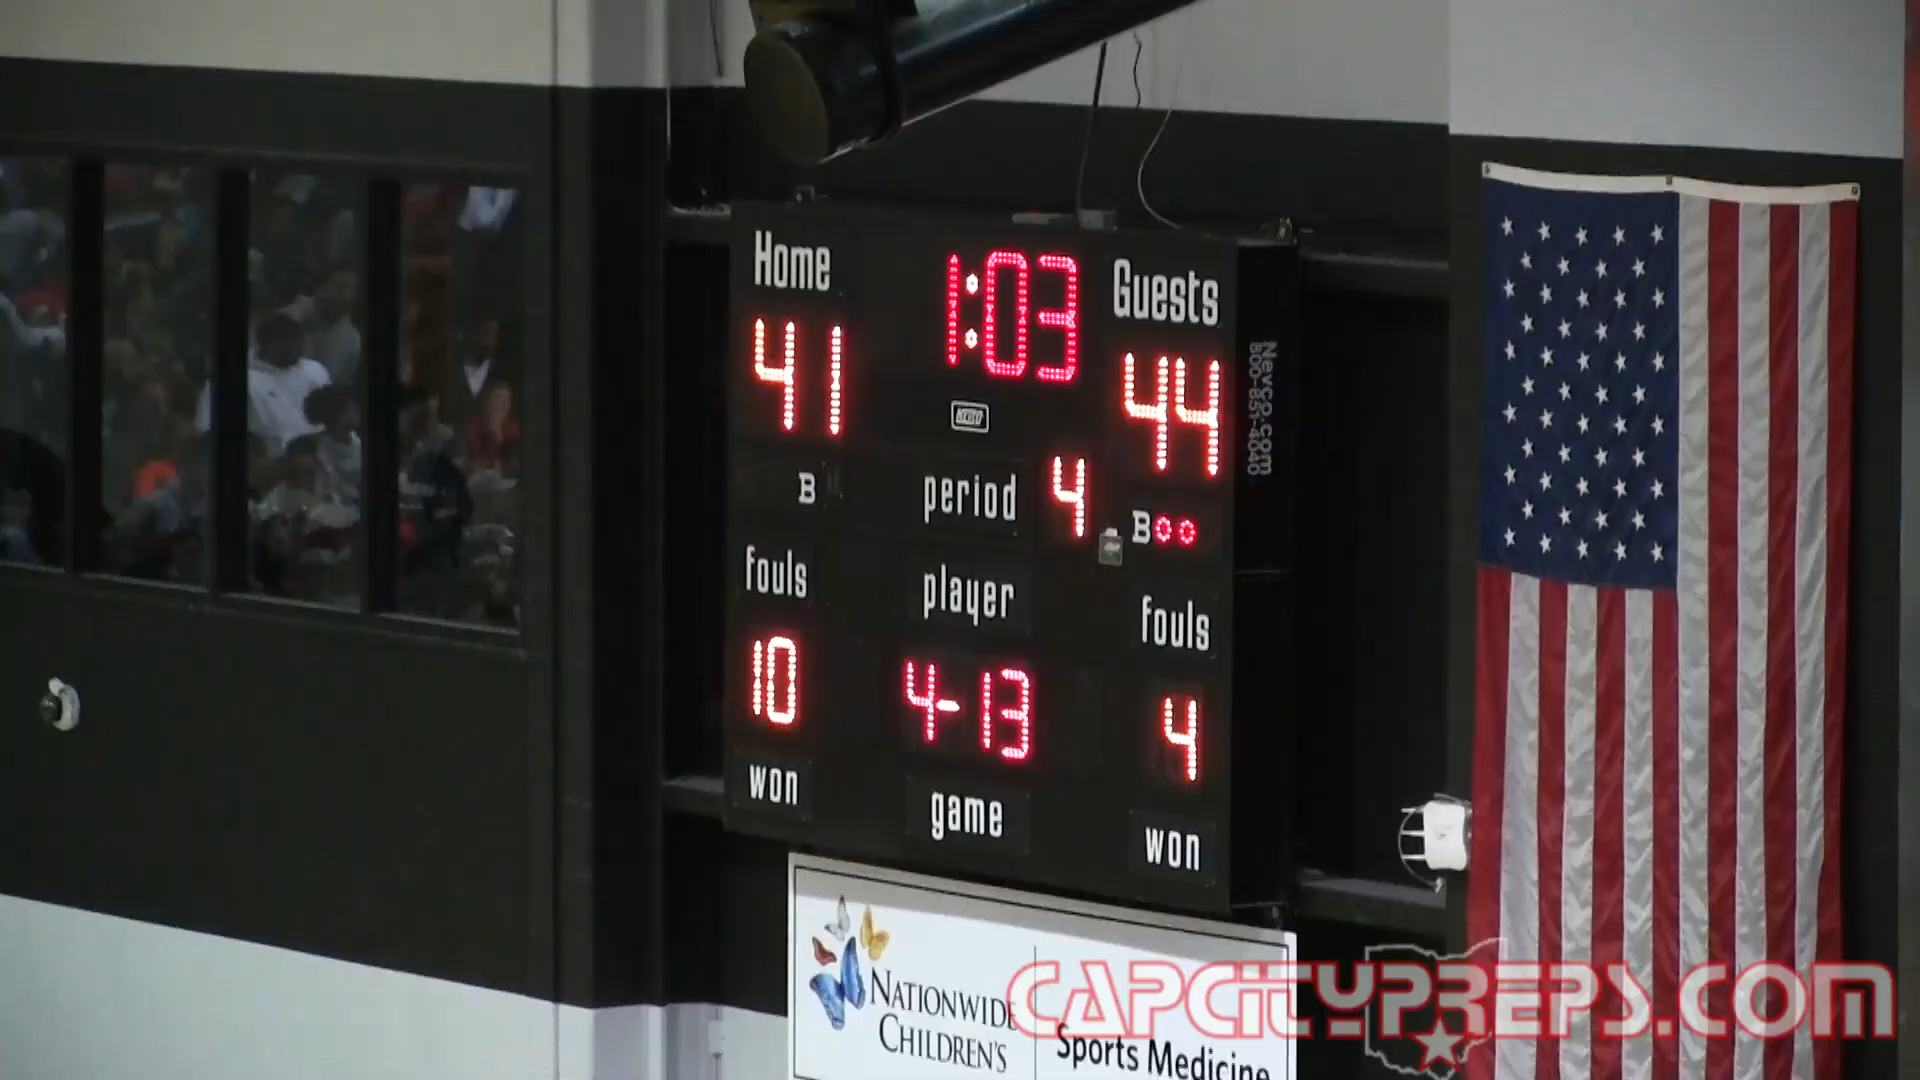 Home
1:03
Guests
41
44
Nevco.com
800-851-4040
B
period
4
B
fouls
player
fouls
10
4-13
4
won
game
won
NATIONWIDE
CHILDREN'S
Sports Medicine
CAPCITYPREPS.COM